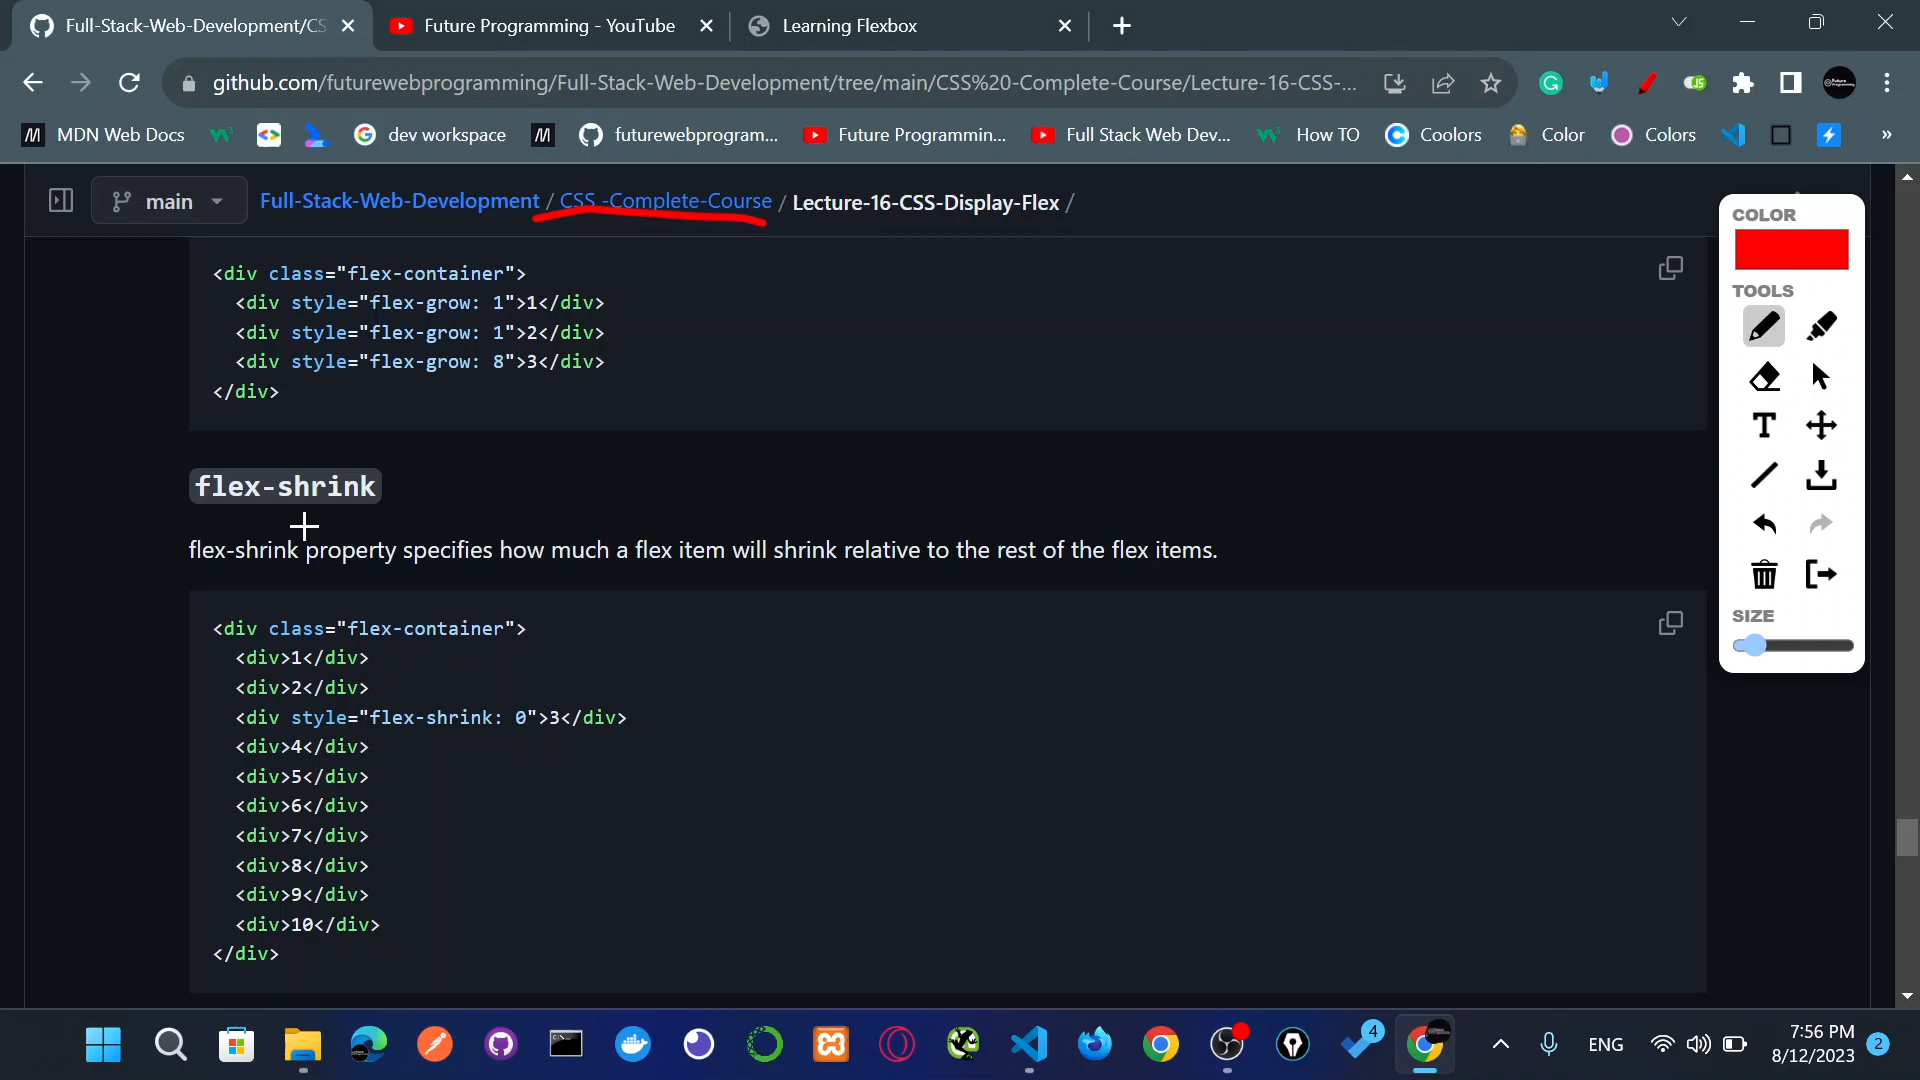 Full-Stack-Web-Development/CS
Future Programming - YouTube
Learning Flexbox
github.com/futurewebprogramming/Full-Stack-Web-Development/tree/main/CSS%20-Complete-Course/Lecture-16-CSS-...
MDN Web Docs
dev workspace
futurewebprogram...
Future Programmin...
Full Stack Web Dev...
How TO
Coolors
Color
Colors
»
main
Full-Stack-Web-Development / CSS -Complete-Course / Lecture-16-CSS-Display-Flex /
<div class="flex-container">
<div style="flex-grow: 1">1</div>
<div style="flex-grow: 1">2</div>
<div style="flex-grow: 8">3</div>
</div>
flex-shrink
flex-shrink property specifies how much a flex item will shrink relative to the rest of the flex items.
<div class="flex-container">
<div>1</div>
<div>2</div>
<div style="flex-shrink: 0">3</div>
<div>4</div>
<div>5</div>
<div>6</div>
<div>7</div>
<div>8</div>
<div>9</div>
<div>10</div>
</div>
COLOR
TOOLS
T
SIZE
4
ENG
7:56 PM
8/12/2023
2